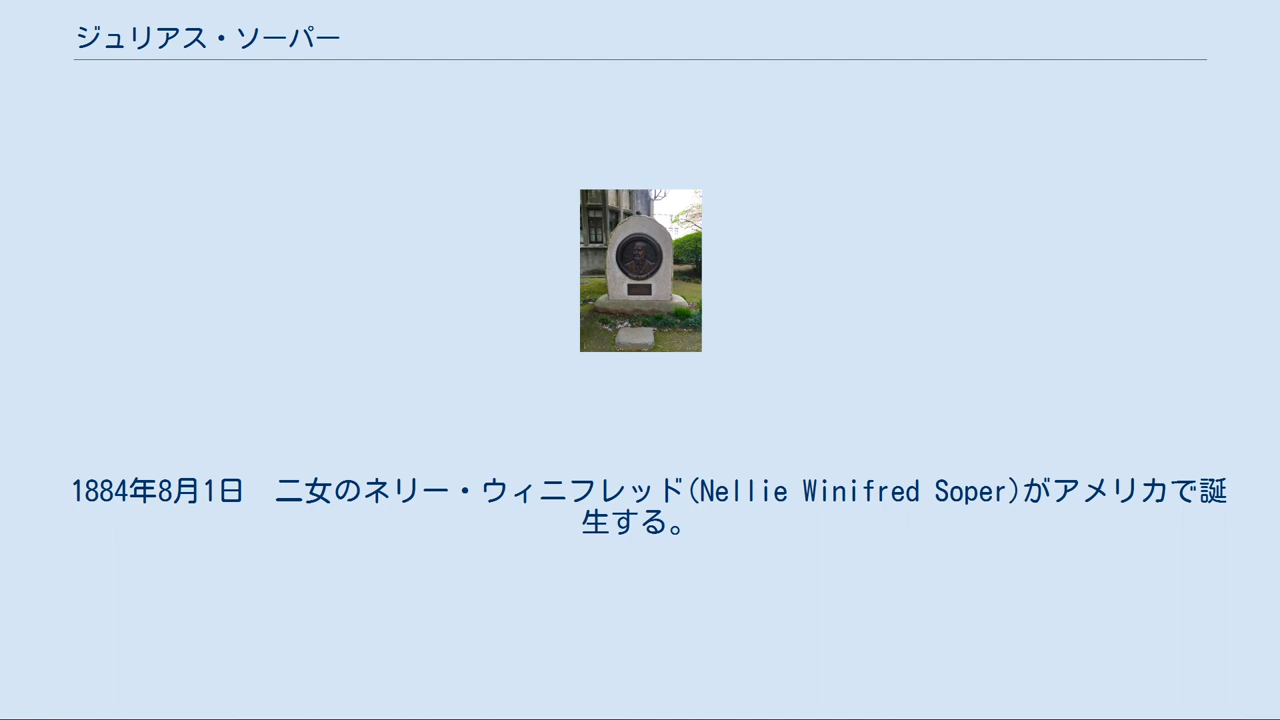 ジュリアス・ソーパー
1884年8月1日　二女のネリー・ウィニフレッド(Nellie Winifred Soper)がアメリカで誕
生する。